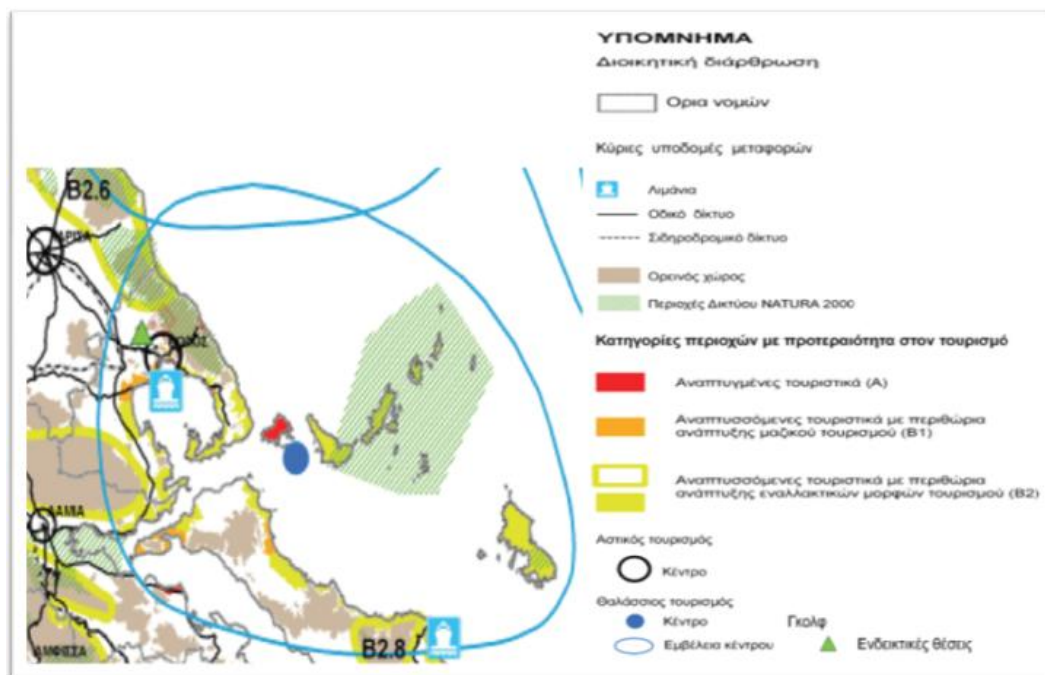 ΥΠΟΜΝΗΜΑ
Διοικητική διάρθρωση
Ορια νομών
Κύριες υποδομές μεταφορών
Λιμάνια
Οδικό δίκτυο
Σιδηροδρομικό δίκτυο
Ορεινός χώρος
Περιοχές Δικτύου NATURA 2000
Κατηγορίες περιοχών με προτεραιότητα στον τουρισμό
Αναπτυγμένες τουριστικά (Α)
Αναπτυσσόμενες τουριστικά με περιθώρια
ανάπτυξης μαζικού τουρισμού (Β1)
Αναπτυσσόμενες τουριστικά με περιθώρια
ανάπτυξης εναλλακτικών μορφών τουρισμού (Β2)
Αστικός τουρισμός
Κέντρο
Θαλάσσιος τουρισμός
Κέντρο
Εμβέλεια κέντρου
Γκολφ
Ενδεικτικές θέσεις
B2.6
ΡΙΣΑ
ΛΑΜΙΑ
ΑΜΦΙΣΣΑ
B2.8